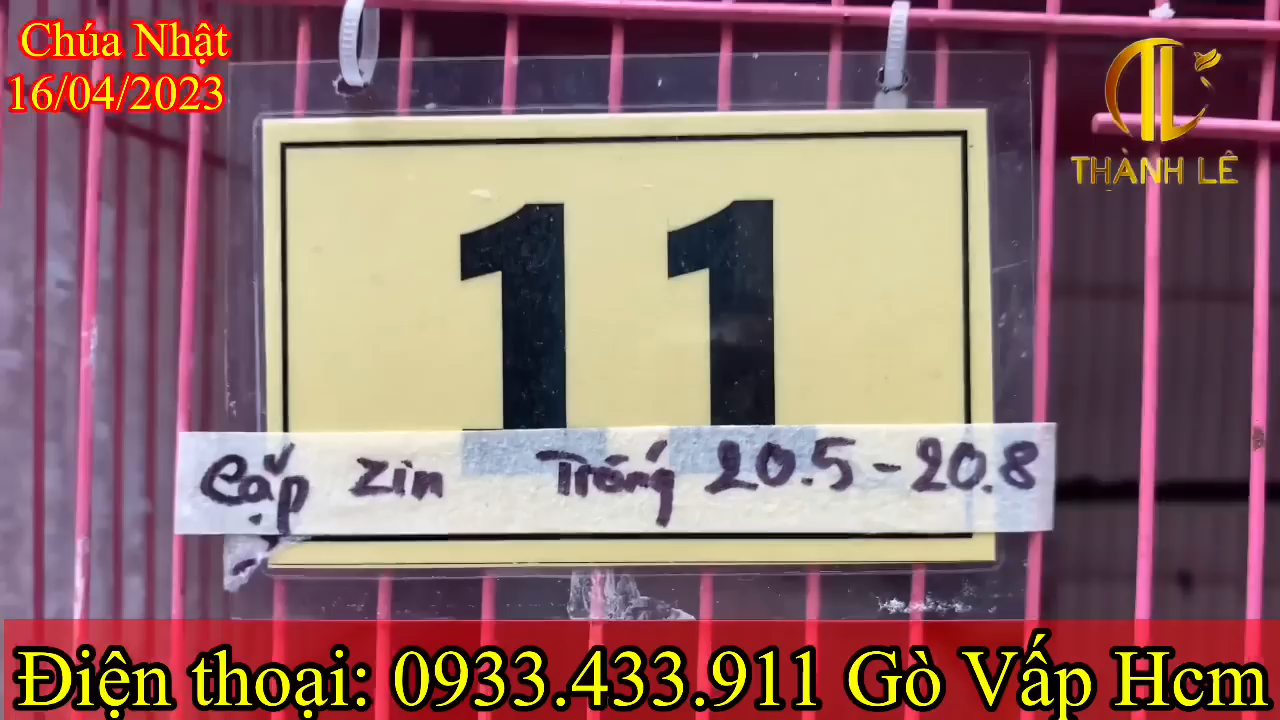 Chúa Nhật
16/04/2023
THÀNH LÊ
11
Cặp Zin Trống 20.5 - 20.8
Điện thoại: 0933.433.911 Gò Vấp Hcm